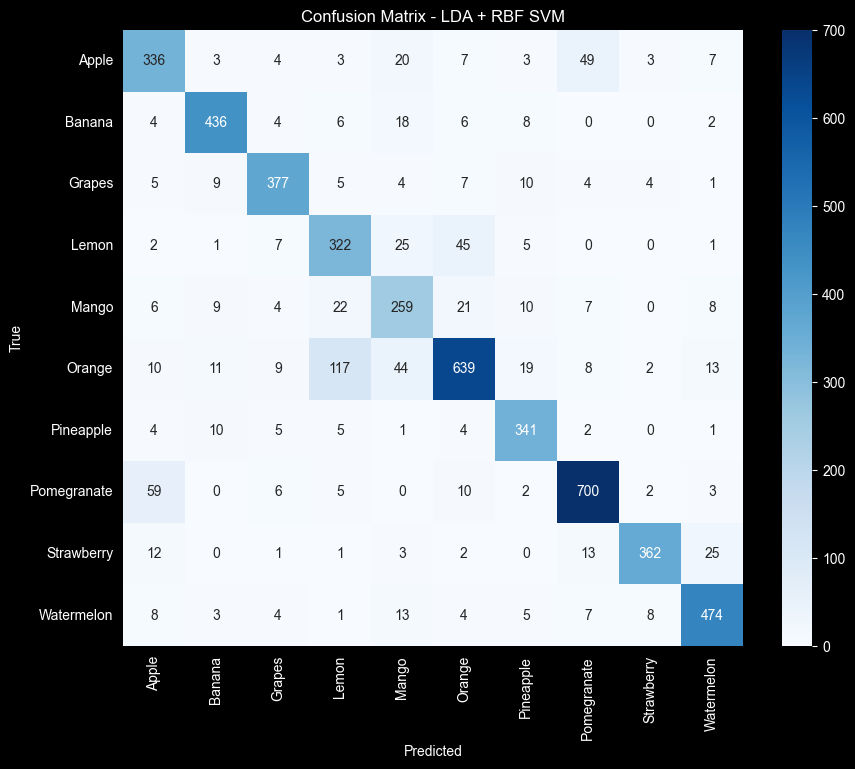 Confusion Matrix - LDA + RBF SVM
True
Apple 336 3 4 3 20 7 3 49 3 7
Banana 4 436 4 6 18 6 8 0 0 2
Grapes 5 9 377 5 4 7 10 4 4 1
Lemon 2 1 7 322 25 45 5 0 0 1
Mango 6 9 4 22 259 21 10 7 0 8
Orange 10 11 9 117 44 639 19 8 2 13
Pineapple 4 10 5 5 1 4 341 2 0 1
Pomegranate 59 0 6 5 0 10 2 700 2 3
Strawberry 12 0 1 1 3 2 0 13 362 25
Watermelon 8 3 4 1 13 4 5 7 8 474
Apple Banana Grapes Lemon Mango Orange Pineapple Pomegranate Strawberry Watermelon
Predicted
700
600
500
400
300
200
100
0